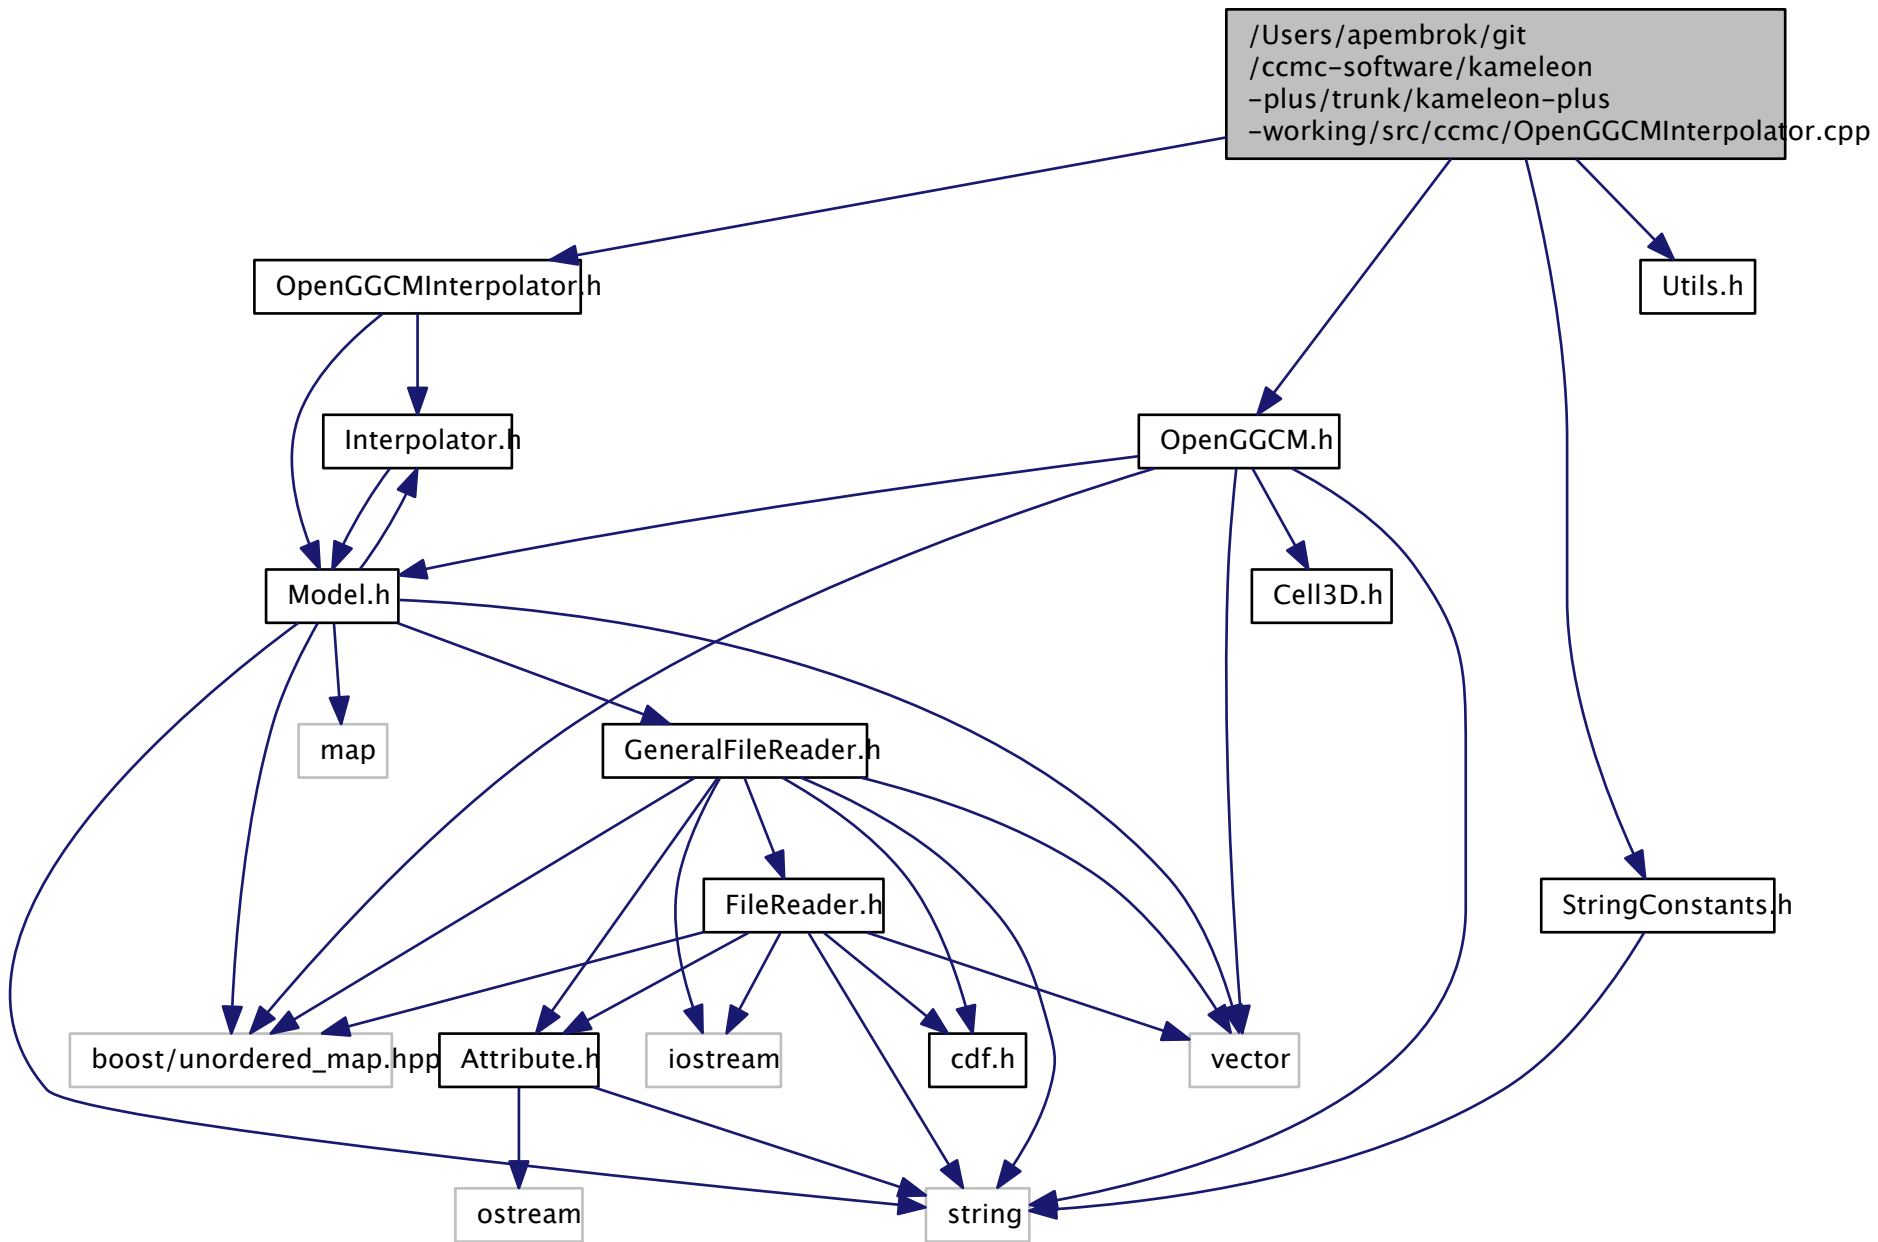 /Users/apembrok/git
/ccmc-software/kameleon
-plus/trunk/kameleon-plus
-working/src/ccmc/OpenGGCMInterpolator.cpp
OpenGGCMInterpolator.h
Utils.h
Interpolator.h
OpenGGCM.h
Model.h
Cell3D.h
map
GeneralFileReader.h
FileReader.h
StringConstants.h
boost/unordered_map.hpp
Attribute.h
iostream
cdf.h
vector
ostream
string